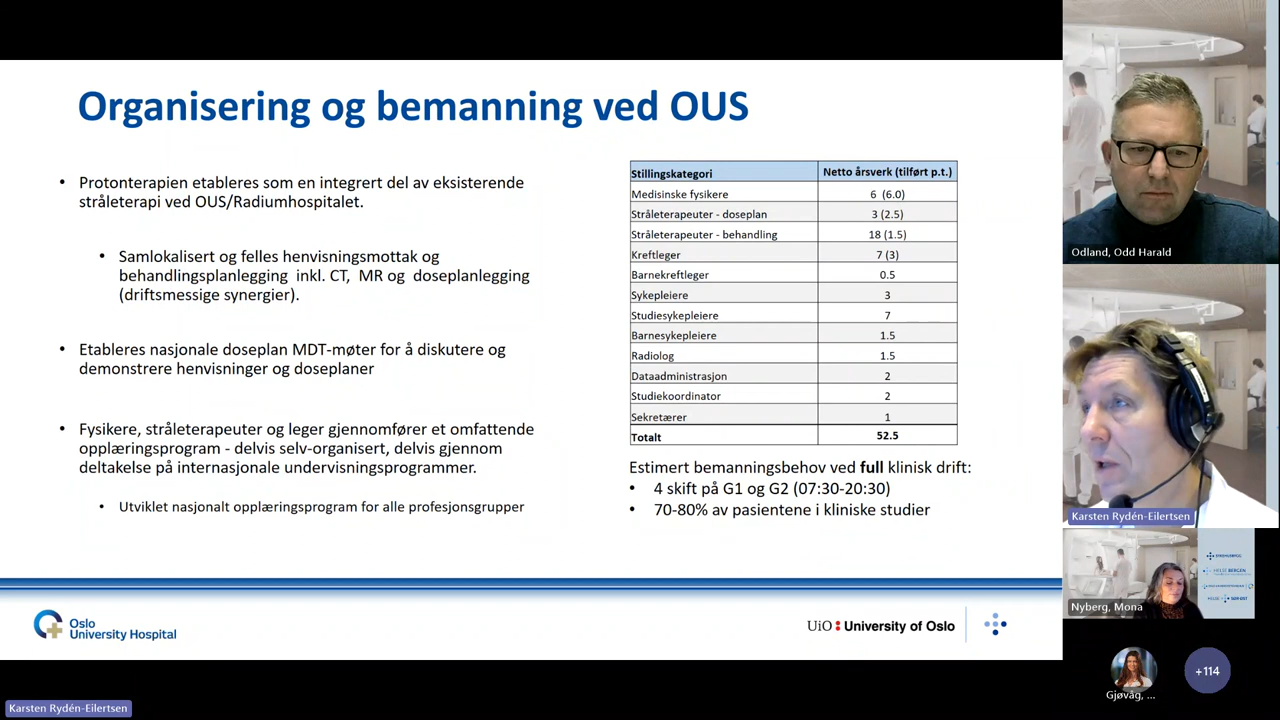 Organisering og bemanning ved OUS
• Protonterapien etableres som en integrert del av eksisterende
stråleterapi ved OUS/Radiumhospitalet.
• Samlokalisert og felles henvisningsmottak og
behandlingsplanlegging inkl. CT, MR og doseplanlegging
(driftsmessige synergier).
• Etableres nasjonale doseplan MDT-møter for å diskutere og
demonstrere henvisninger og doseplaner
• Fysikere, stråleterapeuter og leger gjennomfører et omfattende
opplæringsprogram - delvis selv-organisert, delvis gjennom
deltakelse på internasjonale undervisningsprogrammer.
• Utviklet nasjonalt opplæringsprogram for alle profesjonsgrupper
Stillingskategori Netto årsverk (tilført p.t.)
Medisinske fysikere 6 (6.0)
Stråleterapeuter - doseplan 3 (2.5)
Stråleterapeuter - behandling 18 (1.5)
Kreftleger 7 (3)
Barnekreftleger 0.5
Sykepleiere 3
Studiesykepleiere 7
Barnesykepleiere 1.5
Radiolog 1.5
Dataadministrasjon 2
Studiekoordinator 2
Sekretærer 1
Totalt 52.5
Estimert bemanningsbehov ved full klinisk drift:
• 4 skift på G1 og G2 (07:30-20:30)
• 70-80% av pasientene i kliniske studier
Oslo
University Hospital
UiO University of Oslo
Odland, Odd Harald
Karsten Rydén-Eilertsen
HELSE BERGEN
Nyberg, Mona
Gjøvåg, ...
+114
Karsten Rydén-Eilertsen